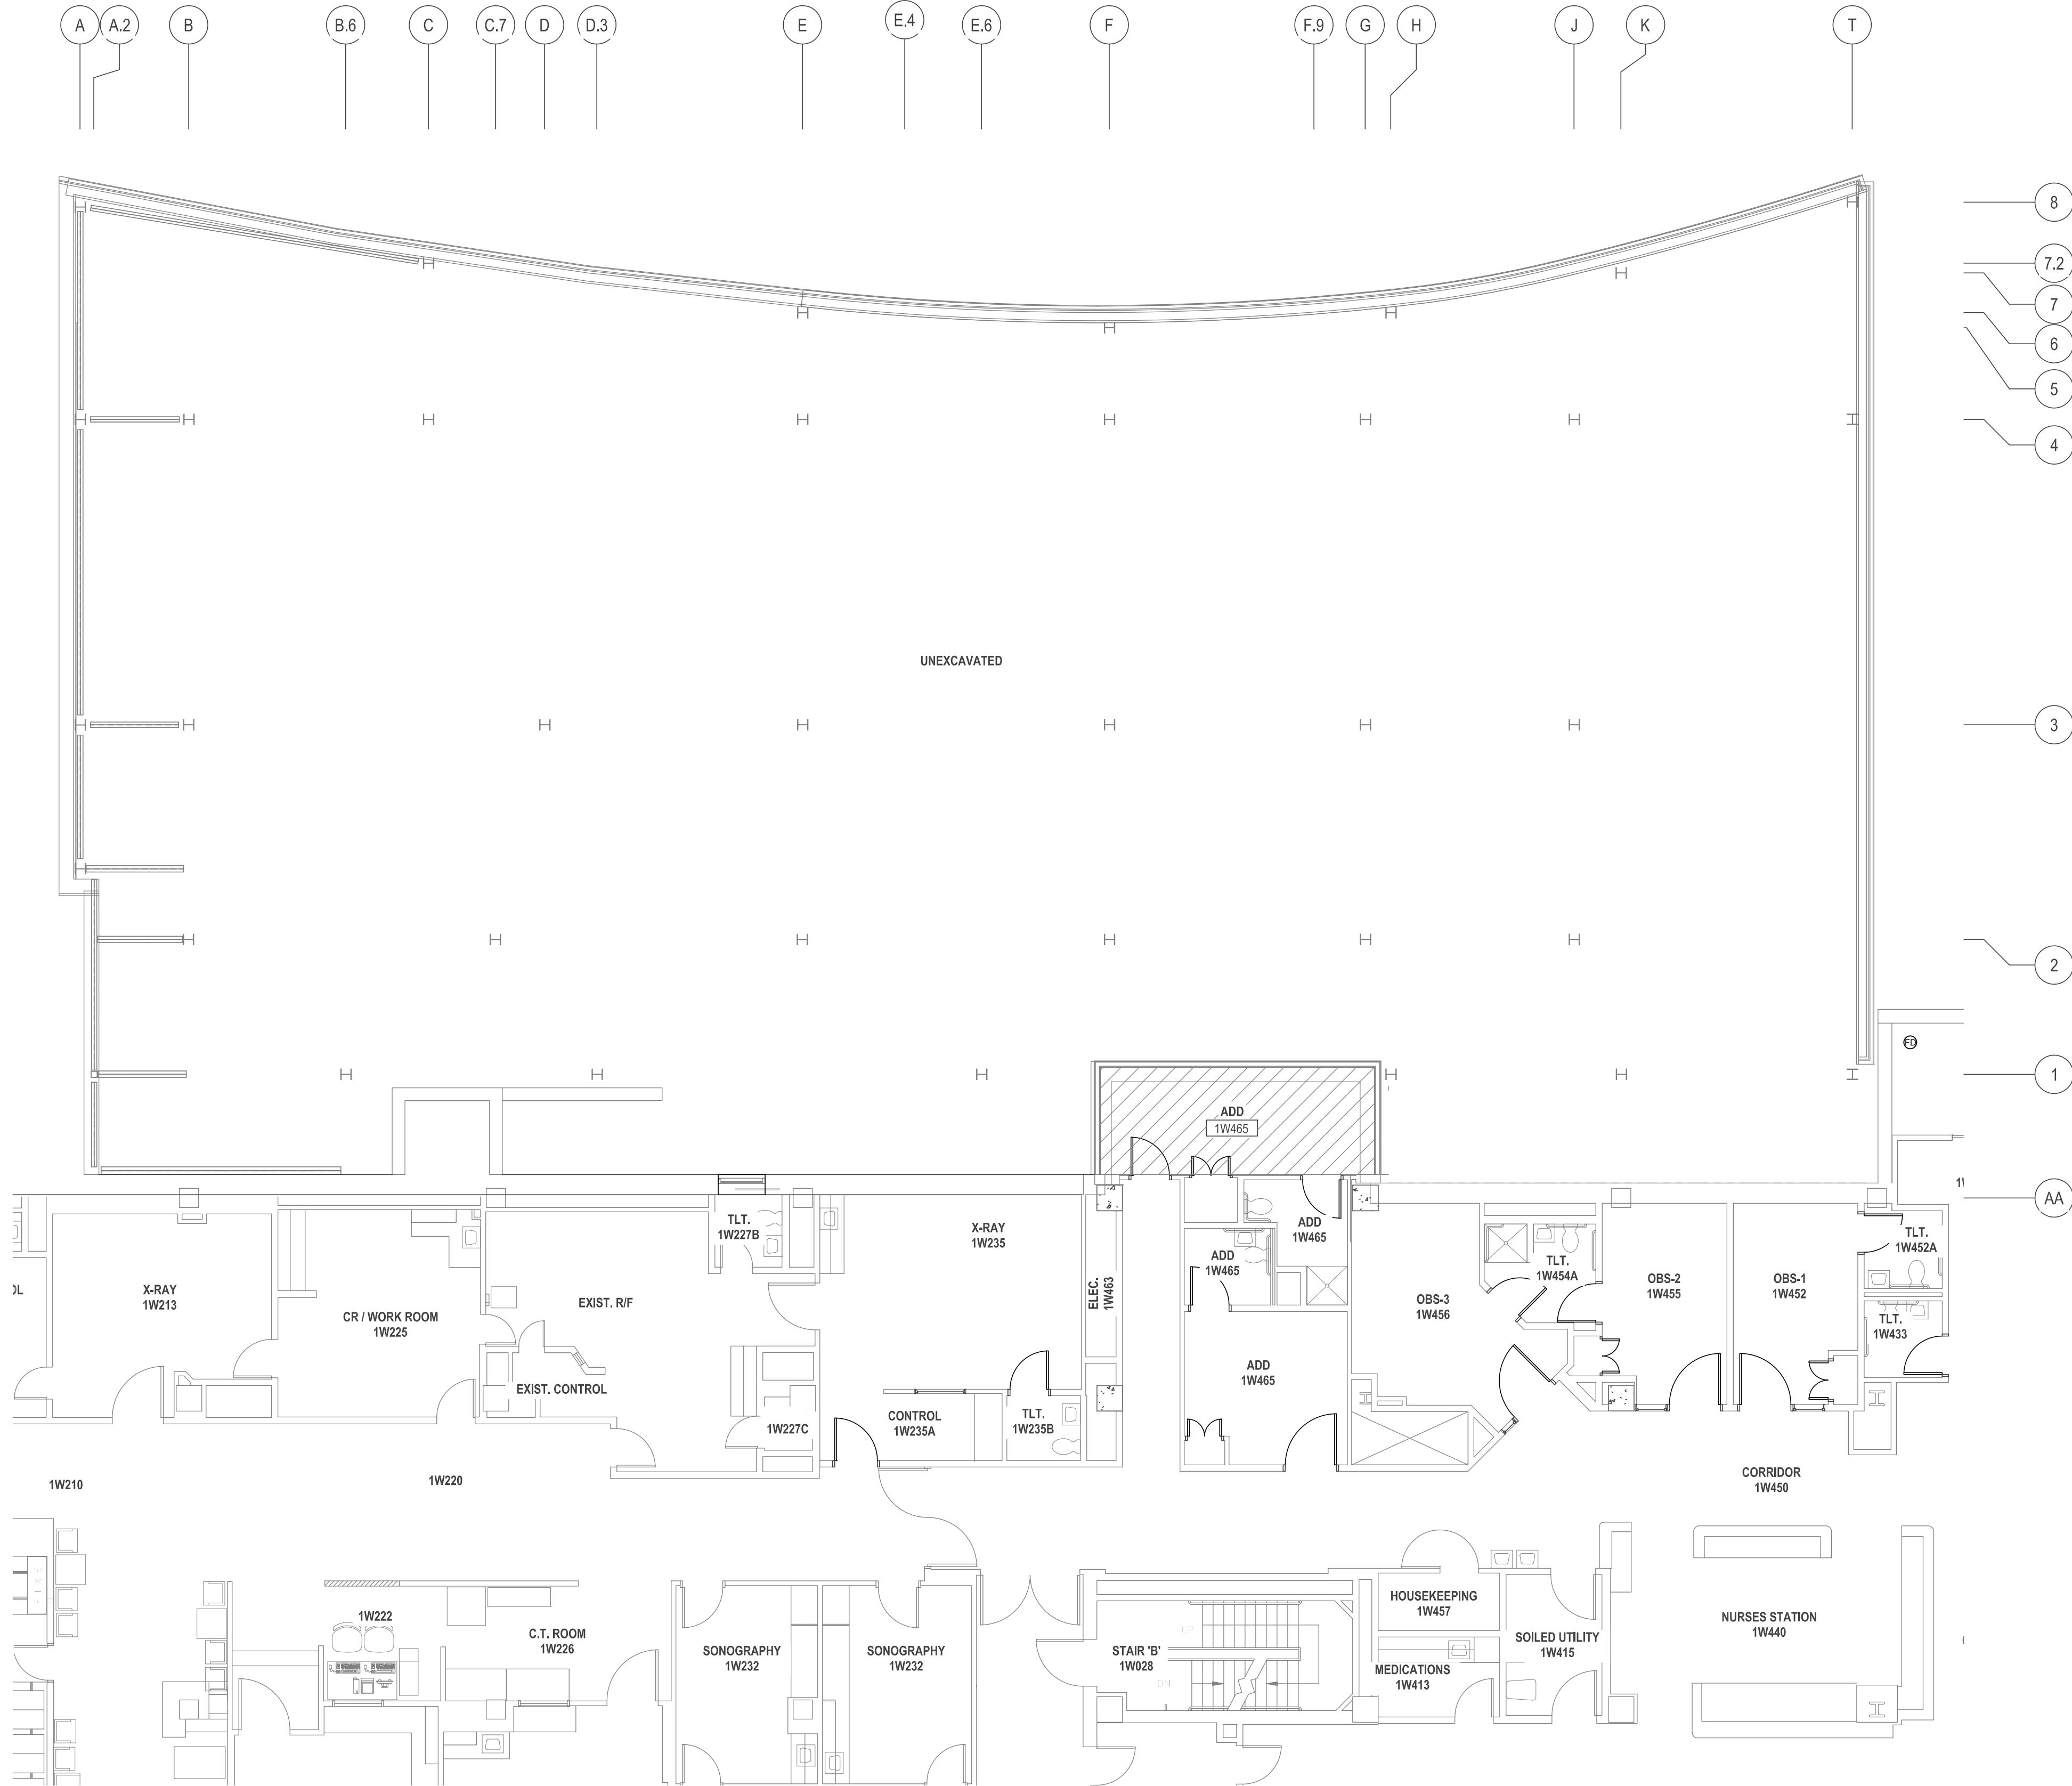 A A.2 B B.6 C C.7 D D.3 E E.4 E.6 F F.9 G H J K T
8
7.2
7
6
5
4
UNEXCAVATED
3
2
FD
1
ADD
1W465
AA
TLT.
1W227B
X-RAY
1W235
ADD
1W465
ADD
1W465
TLT.
1W452A
TLT.
1W454A
X-RAY
1W213
CR / WORK ROOM
1W225
EXIST. R/F
ELEC.
1W463
OBS-3
1W456
OBS-2
1W455
OBS-1
1W452
TLT.
1W433
EXIST. CONTROL
ADD
1W465
1W227C
CONTROL
1W235A
TLT.
1W235B
1W210
1W220
CORRIDOR
1W450
HOUSEKEEPING
1W457
1W222
C.T. ROOM
1W226
NURSES STATION
1W440
SONOGRAPHY
1W232
SONOGRAPHY
1W232
STAIR 'B'
1W028
UP
DN
SOILED UTILITY
1W415
MEDICATIONS
1W413